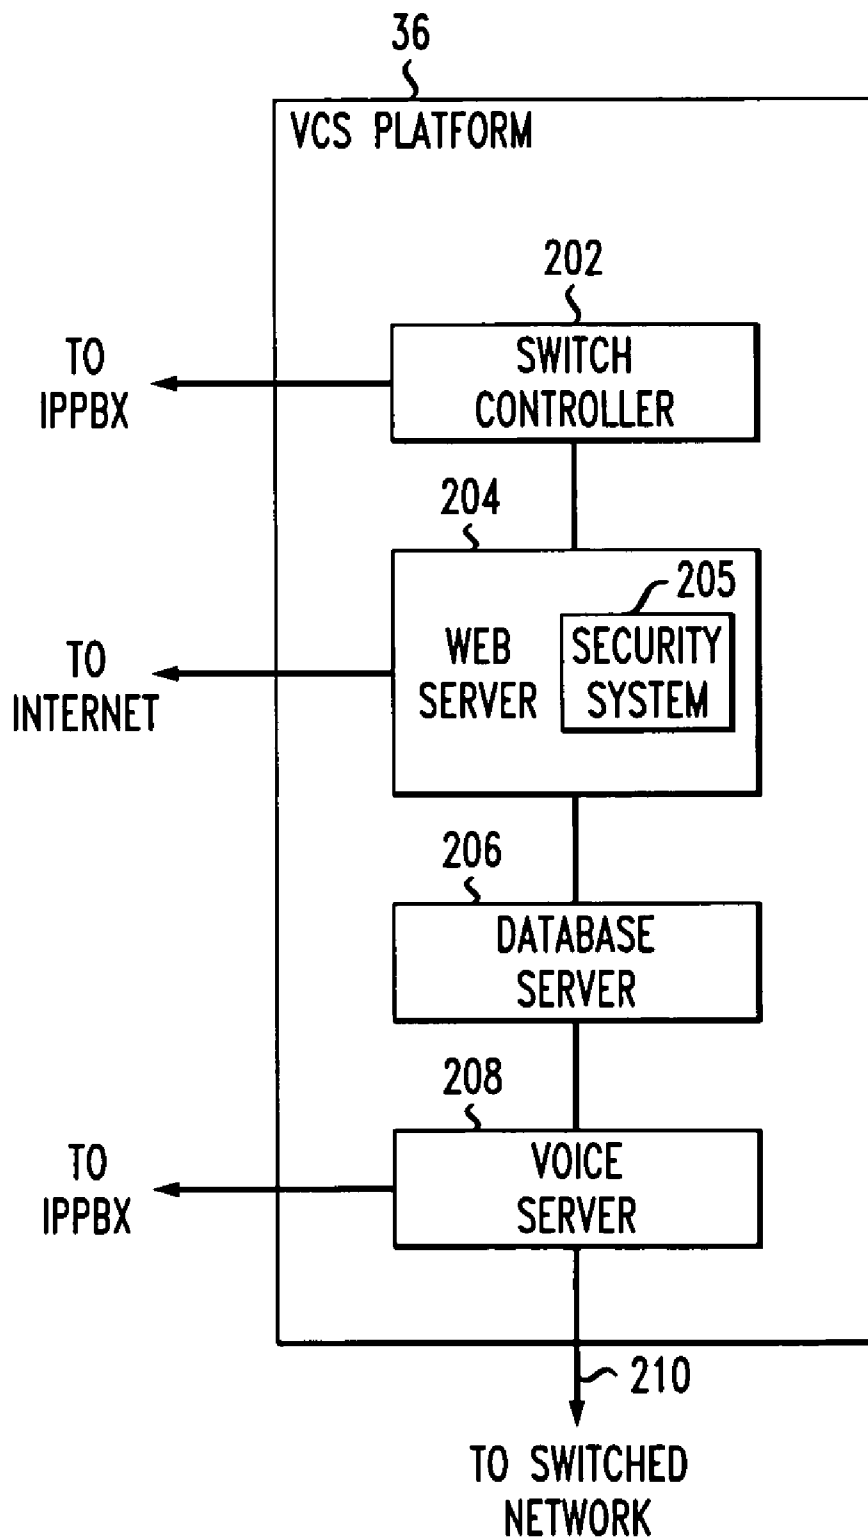 36
VCS PLATFORM
202
SWITCH
CONTROLLER
TO
IPPBX
204
205
WEB
SERVER
SECURITY
SYSTEM
TO
INTERNET
206
DATABASE
SERVER
208
VOICE
SERVER
TO
IPPBX
210
TO SWITCHED
NETWORK